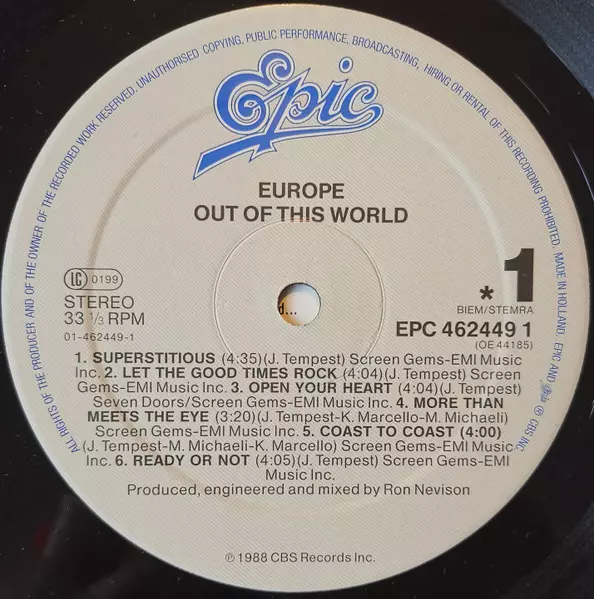 ALL RIGHTS OF THE PRODUCER AND OF THE OWNER OF THE RECORDED WORK RESERVED. UNAUTHORISED COPYING, PUBLIC PERFORMANCE, BROADCASTING, HIRING OR RENTAL OF THIS RECORDING PROHIBITED. MADE IN HOLLAND. EPIC AND Epic ℗ CBS INC.
Epic
EUROPE
OUT OF THIS WORLD
LC 0199
STEREO
33 ⅓ RPM
01-462449-1
d...
* 1
BIEM/STEMRA
EPC 462449 1
(OE 44185)
1. SUPERSTITIOUS (4:35)(J. Tempest) Screen Gems-EMI Music
Inc. 2. LET THE GOOD TIMES ROCK (4:04)(J. Tempest) Screen
Gems-EMI Music Inc. 3. OPEN YOUR HEART (4:04)(J. Tempest)
Seven Doors/Screen Gems-EMI Music Inc. 4. MORE THAN
MEETS THE EYE (3:20)(J. Tempest-K. Marcello-M. Michaeli)
Screen Gems-EMI Music Inc. 5. COAST TO COAST (4:00)
(J. Tempest-M. Michaeli-K. Marcello) Screen Gems-EMI Music
Inc. 6. READY OR NOT (4:05)(J. Tempest) Screen Gems-EMI
Music Inc.
Produced, engineered and mixed by Ron Nevison
℗ 1988 CBS Records Inc.